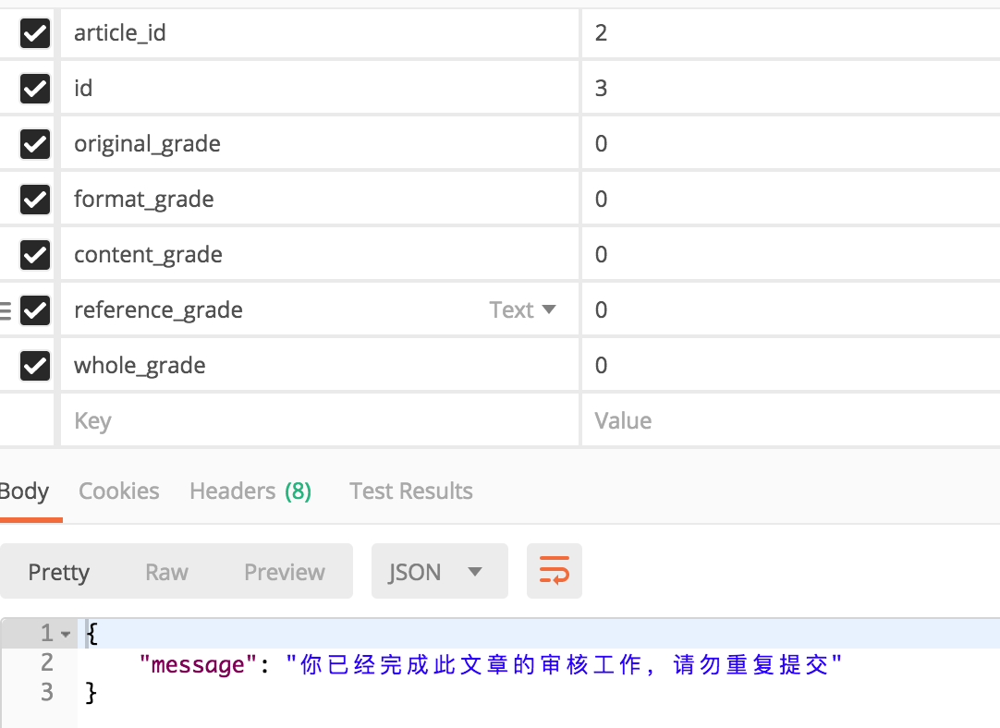 article_id 2
id 3
original_grade 0
format_grade 0
content_grade 0
reference_grade Text 0
whole_grade 0
Key Value
Body Cookies Headers (8) Test Results
Pretty Raw Preview JSON
1 {
2 "message": "你已经完成此文章的审核工作, 请勿重复提交"
3 }